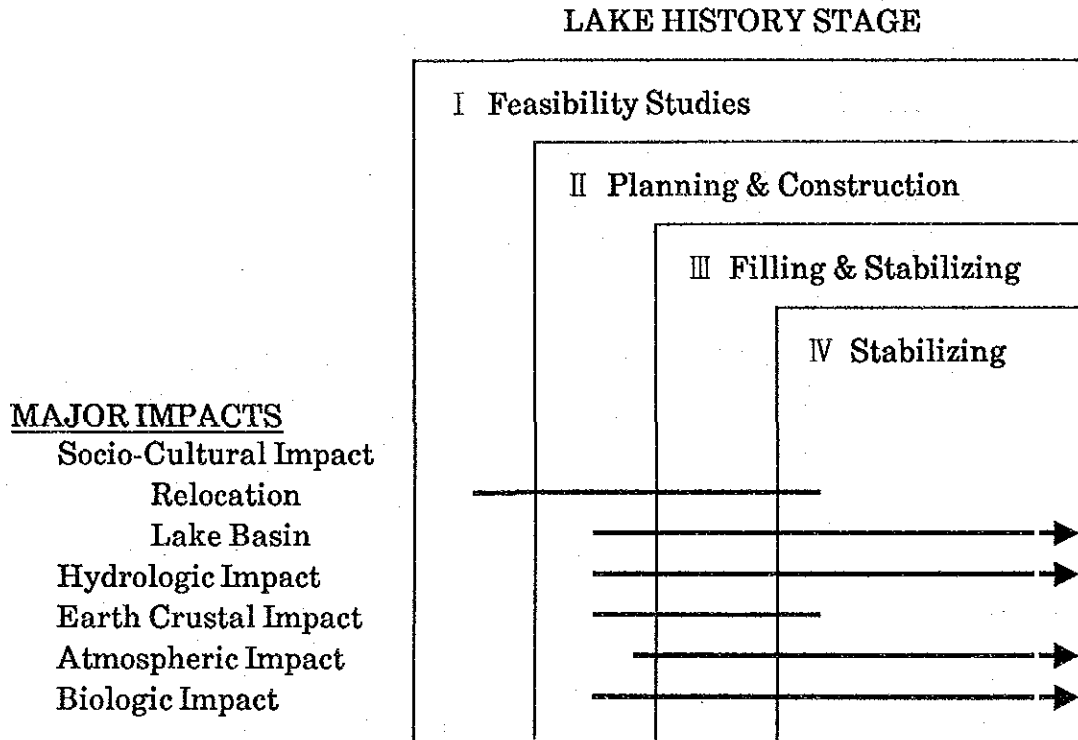 LAKE HISTORY STAGE
Ⅰ Feasibility Studies
Ⅱ Planning & Construction
Ⅲ Filling & Stabilizing
Ⅳ Stabilizing
MAJOR IMPACTS
Socio-Cultural Impact
Relocation
Lake Basin
Hydrologic Impact
Earth Crustal Impact
Atmospheric Impact
Biologic Impact